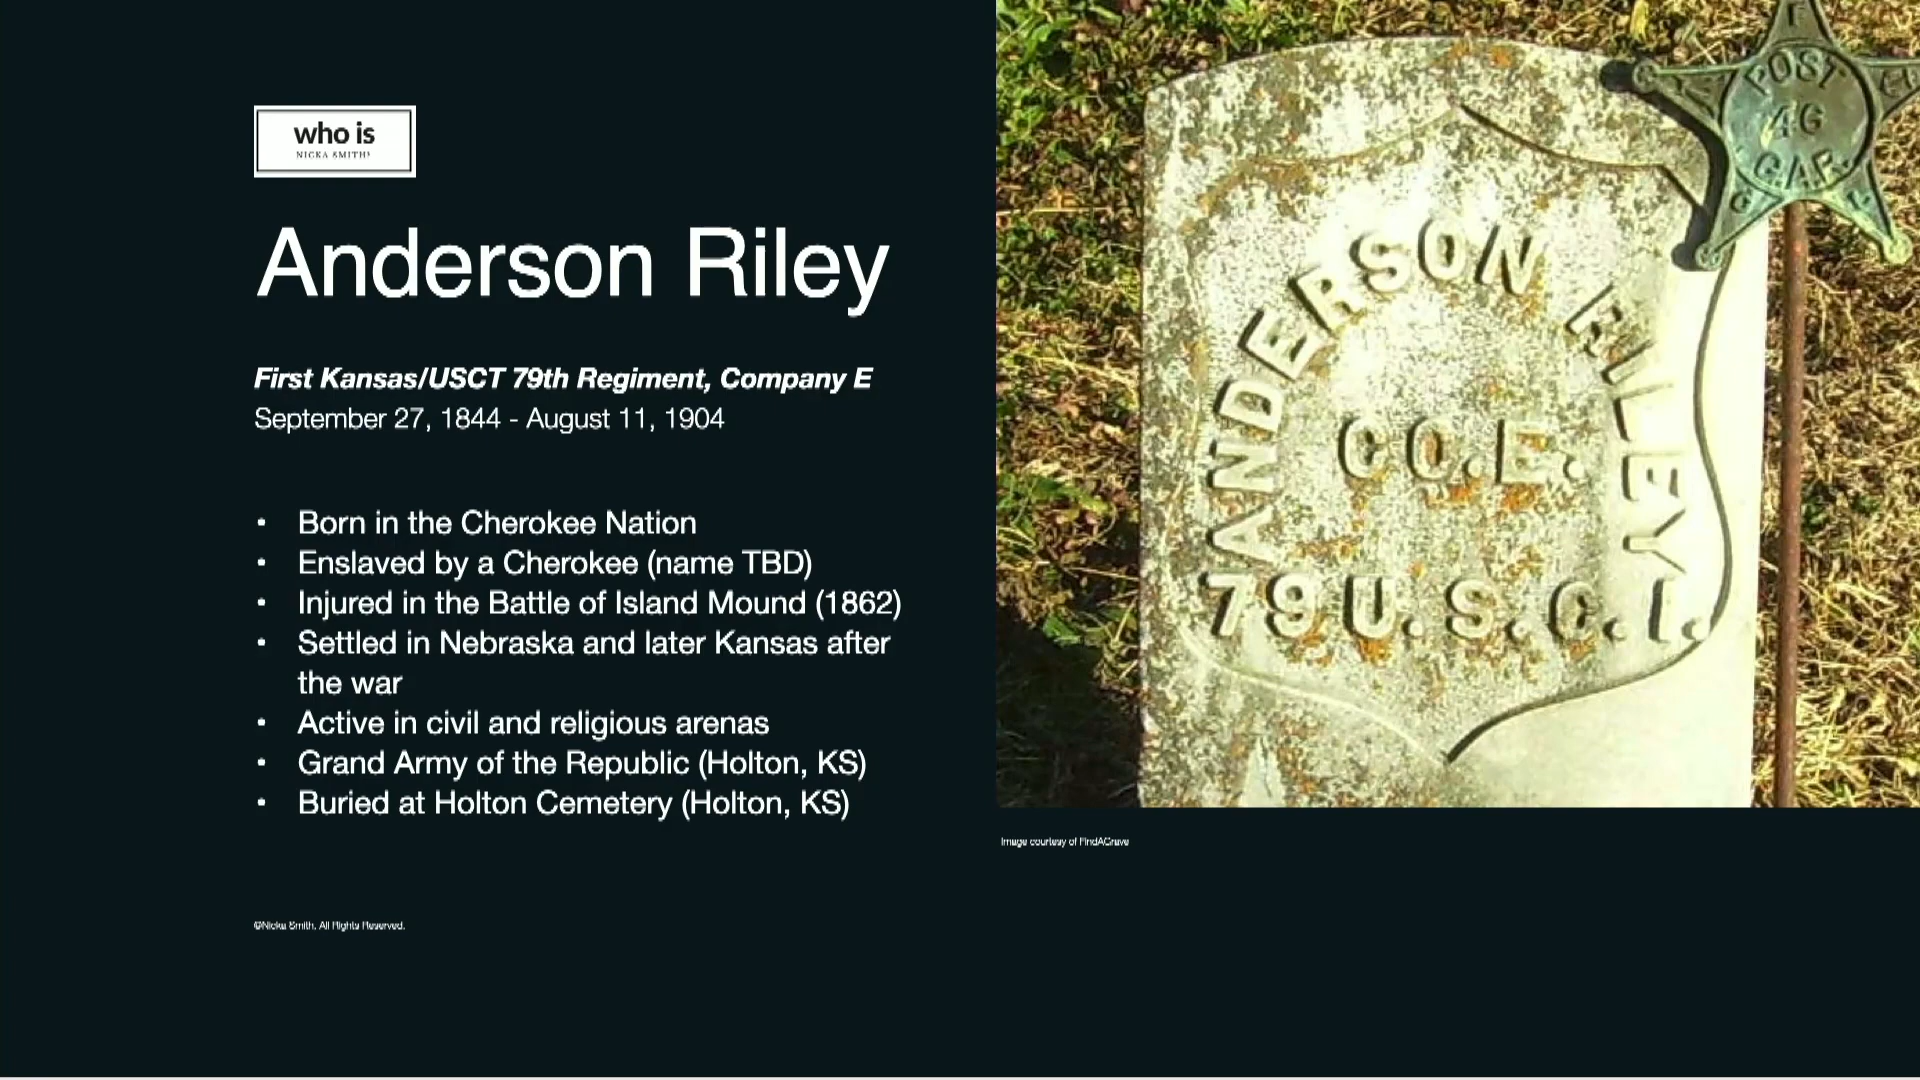 who is
NICKA SMITH?
Anderson Riley
First Kansas/USCT 79th Regiment, Company E
September 27, 1844 - August 11, 1904
• Born in the Cherokee Nation
• Enslaved by a Cherokee (name TBD)
• Injured in the Battle of Island Mound (1862)
• Settled in Nebraska and later Kansas after
the war
• Active in civil and religious arenas
• Grand Army of the Republic (Holton, KS)
• Buried at Holton Cemetery (Holton, KS)
©Nicka Smith. All Rights Reserved.
POST
46
G.A.R.
ANDERSON RILEY
CO. E.
79 U.S.C.I.
Image courtesy of FindAGrave